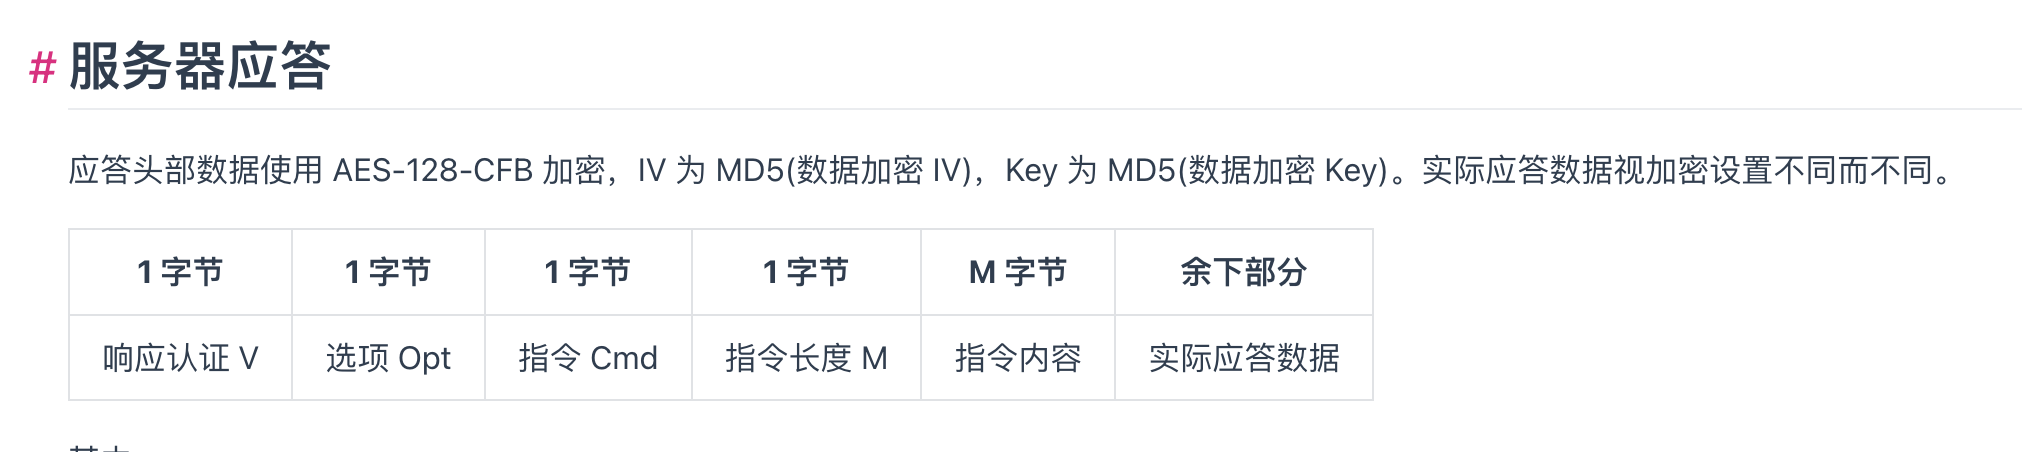 # 服务器应答
应答头部数据使用 AES-128-CFB 加密，IV 为 MD5(数据加密 IV)，Key 为 MD5(数据加密 Key)。实际应答数据视加密设置不同而不同。
1 字节 1 字节 1 字节 1 字节 M 字节 余下部分
响应认证 V 选项 Opt 指令 Cmd 指令长度 M 指令内容 实际应答数据